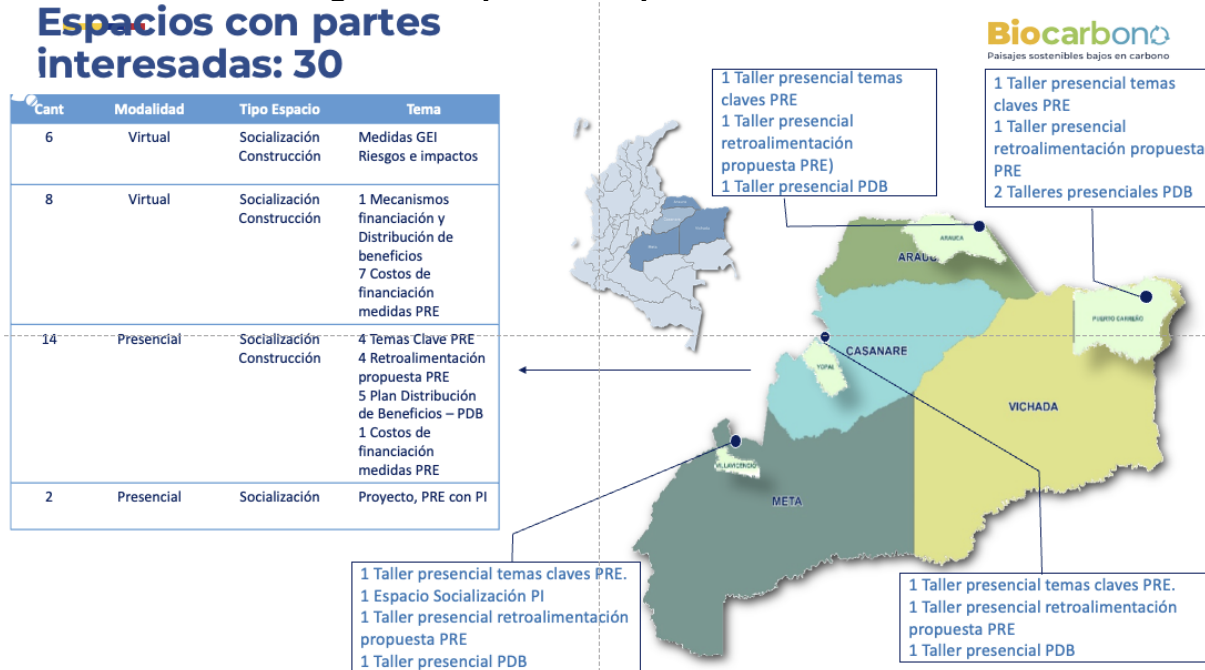 Espacios con partes
interesadas: 30
Biocarbono
Paisajes sostenibles bajos en carbono
Cant Modalidad Tipo Espacio Tema
6 Virtual Socialización Medidas GEI
Construcción Riesgos e impactos
8 Virtual Socialización 1 Mecanismos
Construcción financiación y
Distribución de
beneficios
7 Costos de
financiación
medidas PRE
14 Presencial Socialización 4 Temas Clave PRE
Construcción 4 Retroalimentación
propuesta PRE
5 Plan Distribución
de Beneficios – PDB
1 Costos de
financiación
medidas PRE
2 Presencial Socialización Proyecto, PRE con PI
1 Taller presencial temas
claves PRE
1 Taller presencial
retroalimentación
propuesta PRE)
1 Taller presencial PDB
1 Taller presencial temas
claves PRE
1 Taller presencial
retroalimentación propuesta
PRE
2 Talleres presenciales PDB
ARAUCA
PUERTO CARREÑO
CASANARE
YOPAL
VICHADA
VILLAVICENCIO
META
1 Taller presencial temas claves PRE.
1 Espacio Socialización PI
1 Taller presencial retroalimentación
propuesta PRE
1 Taller presencial PDB
1 Taller presencial temas claves PRE.
1 Taller presencial retroalimentación
propuesta PRE
1 Taller presencial PDB